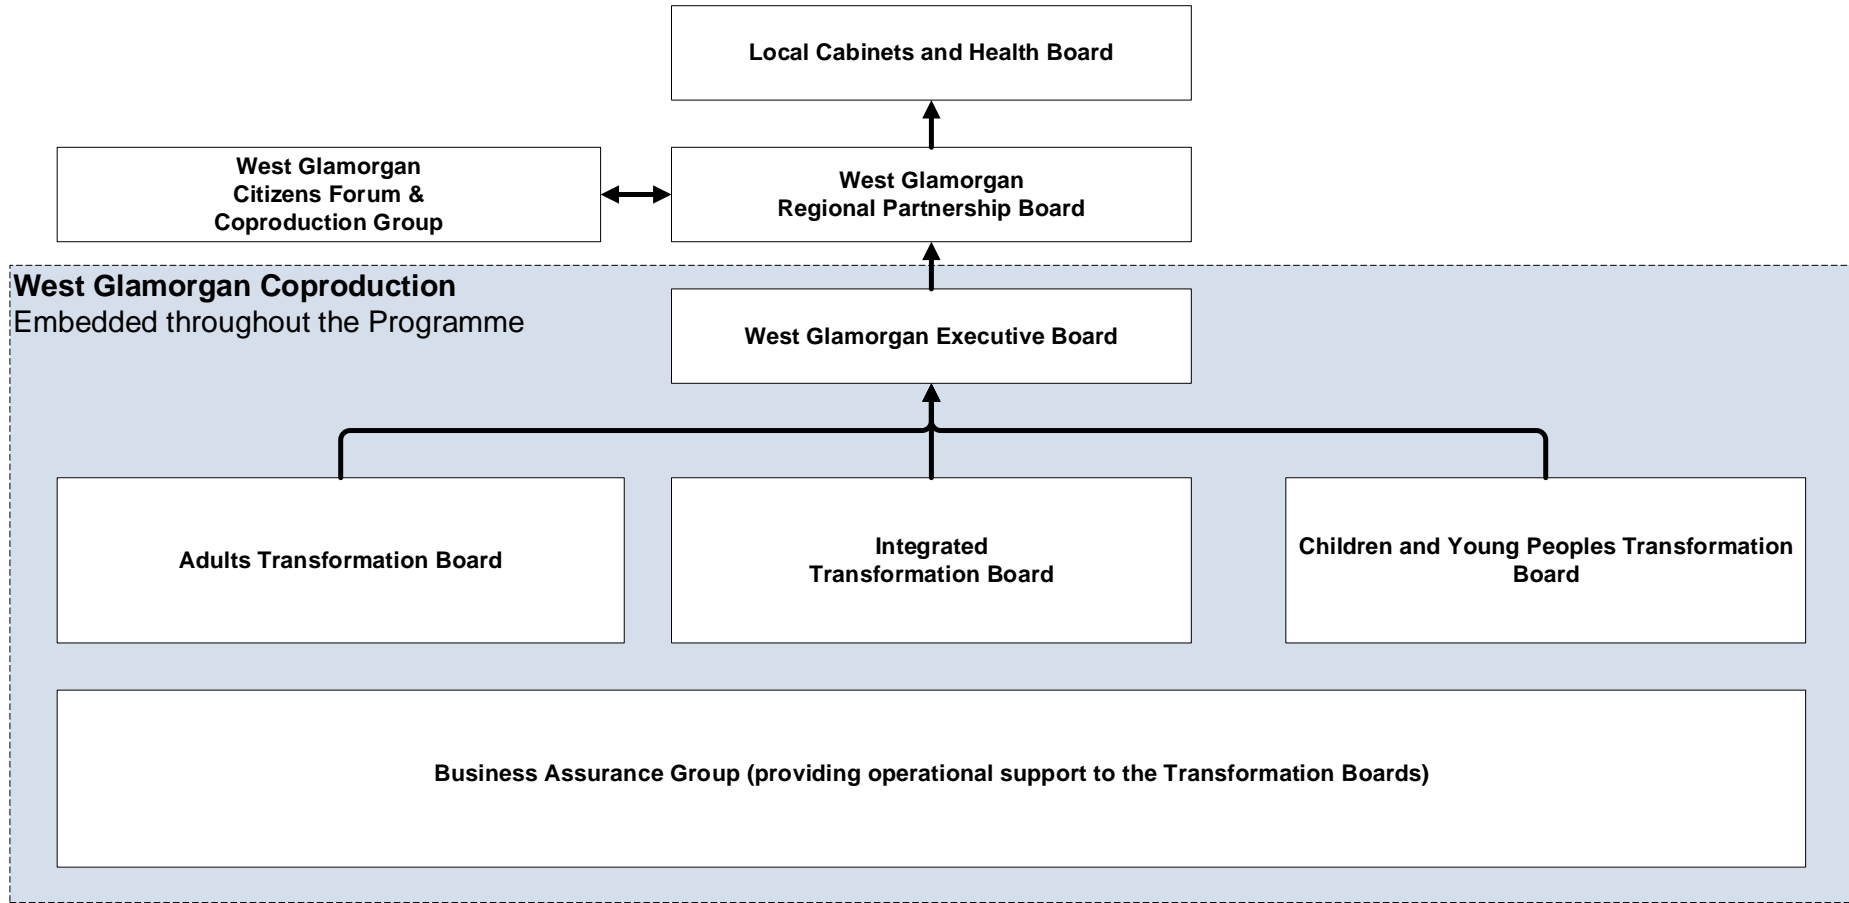 Local Cabinets and Health Board
West Glamorgan
Citizens Forum &
Coproduction Group
West Glamorgan
Regional Partnership Board
West Glamorgan Coproduction
Embedded throughout the Programme
West Glamorgan Executive Board
Adults Transformation Board
Integrated
Transformation Board
Children and Young Peoples Transformation
Board
Business Assurance Group (providing operational support to the Transformation Boards)